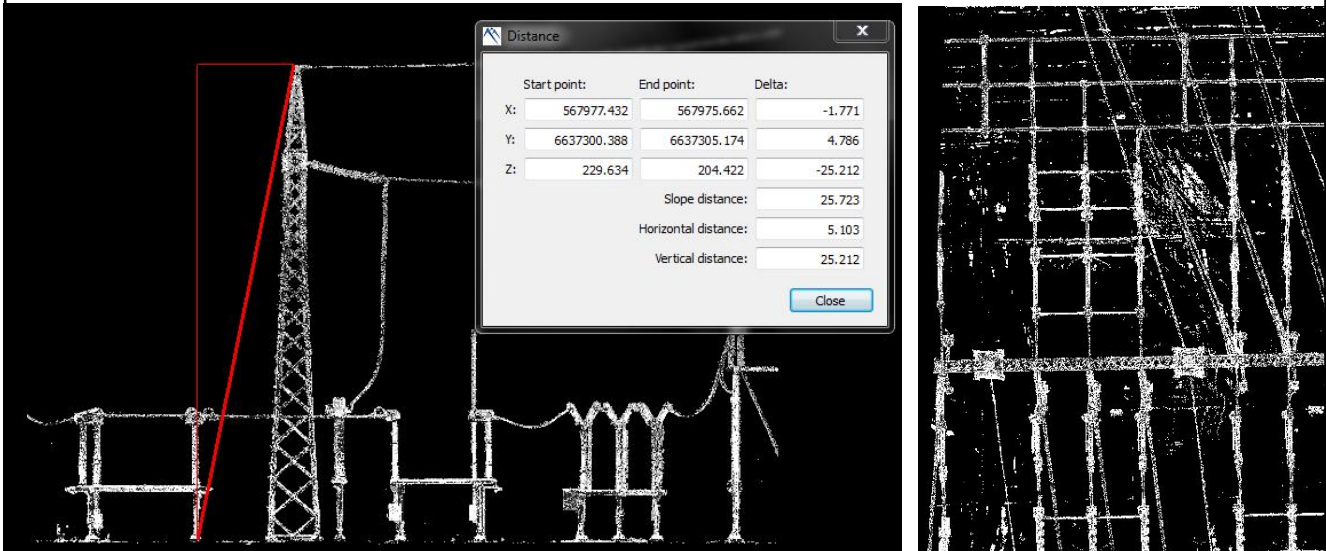 Distance
Start point: End point: Delta:
X: 567977.432 567975.662 -1.771
Y: 6637300.388 6637305.174 4.786
Z: 229.634 204.422 -25.212
Slope distance: 25.723
Horizontal distance: 5.103
Vertical distance: 25.212
Close